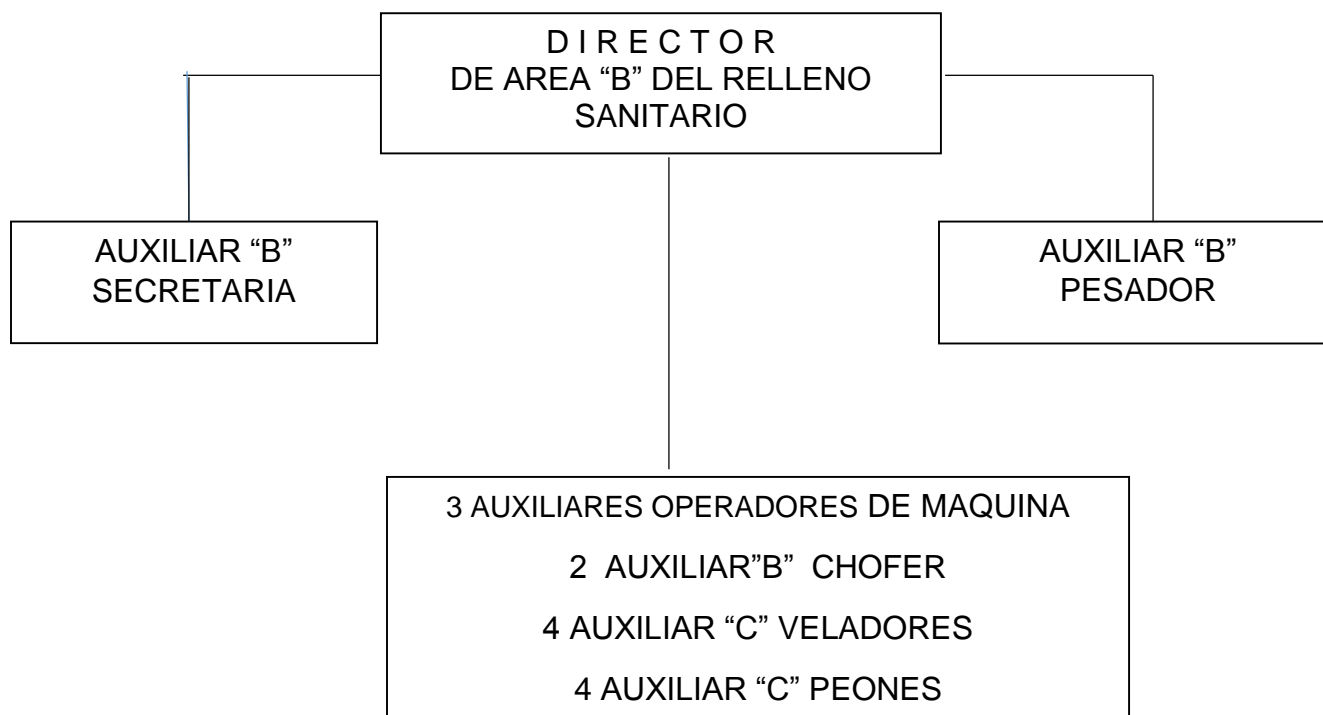 D I R E C T O R
DE AREA “B” DEL RELLENO
SANITARIO
AUXILIAR “B”
SECRETARIA
AUXILIAR “B”
PESADOR
3 AUXILIARES OPERADORES DE MAQUINA
2 AUXILIAR”B” CHOFER
4 AUXILIAR “C” VELADORES
4 AUXILIAR “C” PEONES